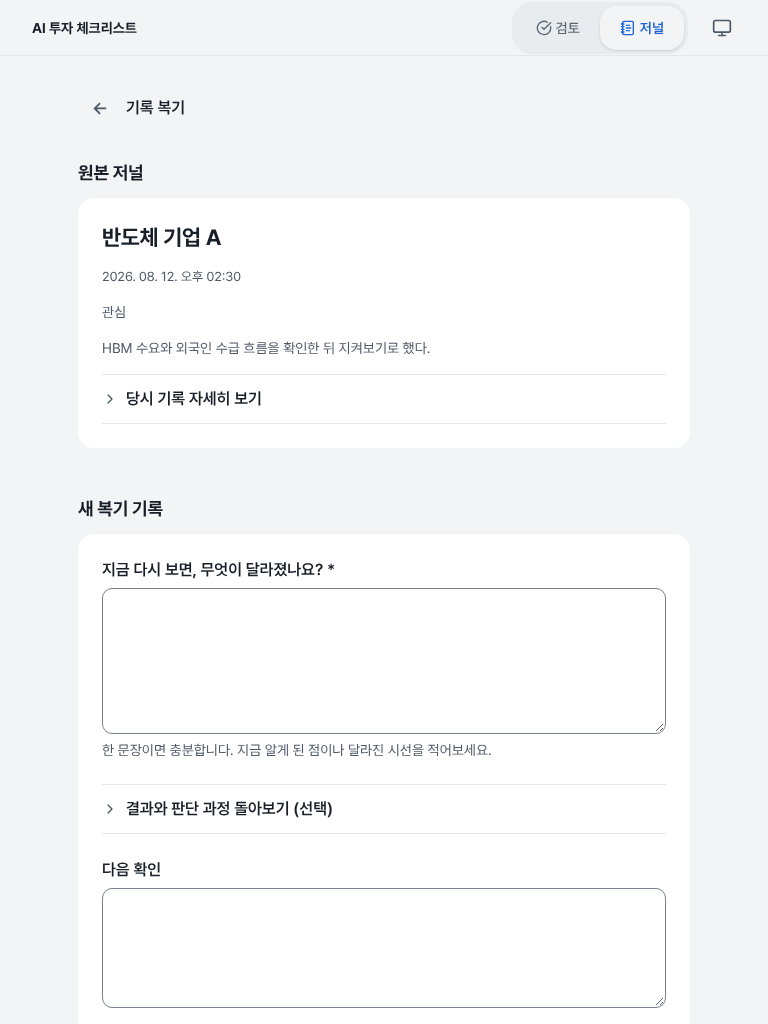 AI 투자 체크리스트
검토
저널
기록 복기
원본 저널
반도체 기업 A
2026. 08. 12. 오후 02:30
관심
HBM 수요와 외국인 수급 흐름을 확인한 뒤 지켜보기로 했다.
당시 기록 자세히 보기
새 복기 기록
지금 다시 보면, 무엇이 달라졌나요? *
한 문장이면 충분합니다. 지금 알게 된 점이나 달라진 시선을 적어보세요.
결과와 판단 과정 돌아보기 (선택)
다음 확인